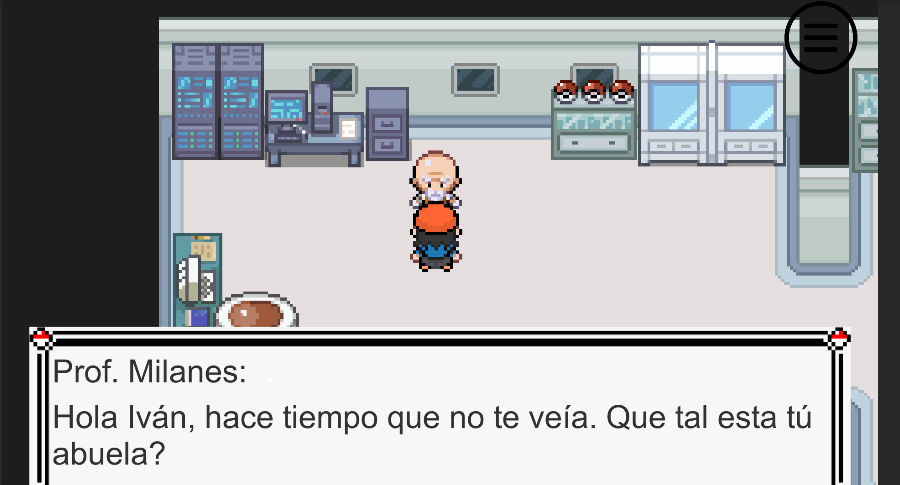 Prof. Milanes:
Hola Iván, hace tiempo que no te veía. Que tal esta tú
abuela?